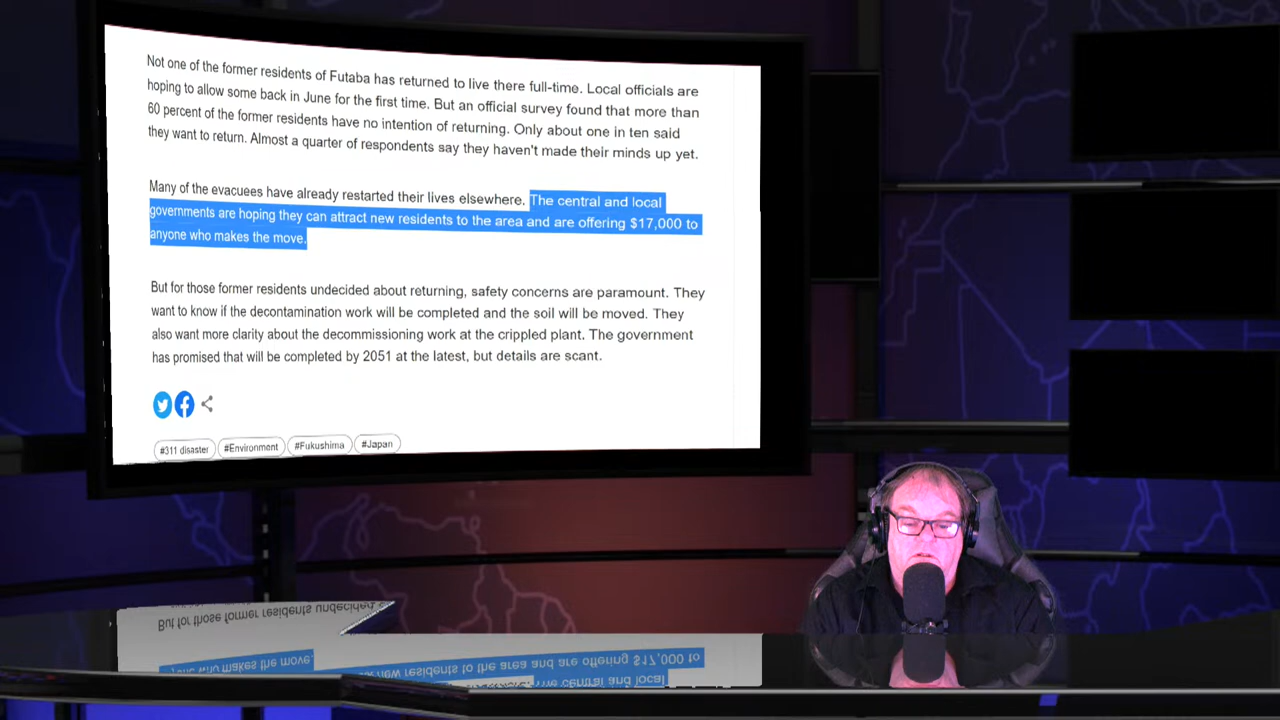 Not one of the former residents of Futaba has returned to live there full-time. Local officials are
hoping to allow some back in June for the first time. But an official survey found that more than
60 percent of the former residents have no intention of returning. Only about one in ten said
they want to return. Almost a quarter of respondents say they haven't made their minds up yet.
Many of the evacuees have already restarted their lives elsewhere. The central and local
governments are hoping they can attract new residents to the area and are offering $17,000 to
anyone who makes the move.
But for those former residents undecided about returning, safety concerns are paramount. They
want to know if the decontamination work will be completed and the soil will be moved. They
also want more clarity about the decommissioning work at the crippled plant. The government
has promised that will be completed by 2051 at the latest, but details are scant.
#311 disaster #Environment #Fukushima #Japan